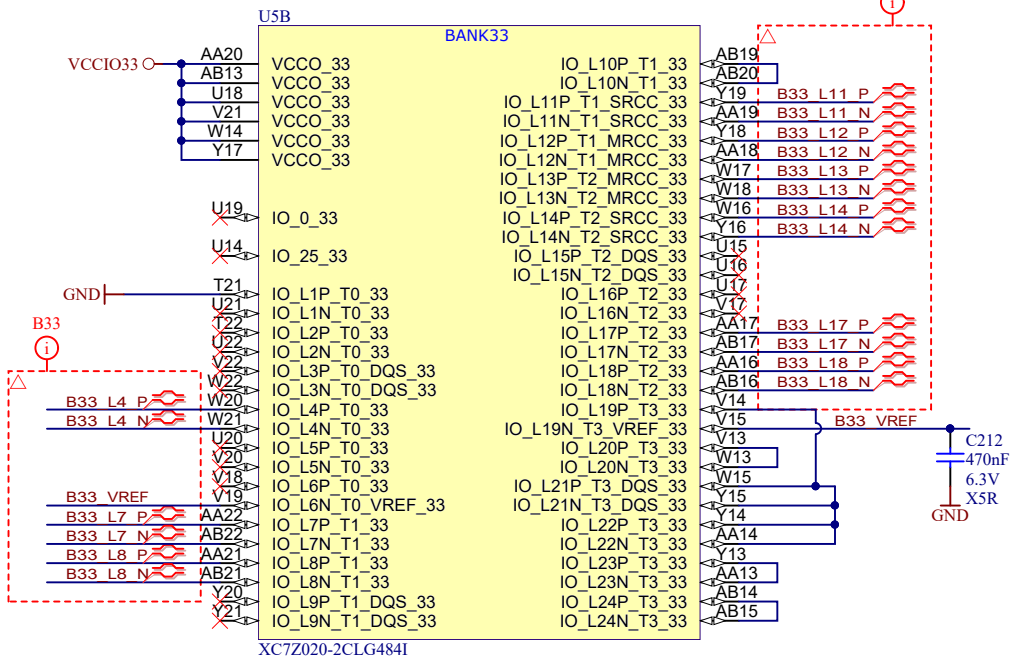 U5B
BANK33
i
VCCIO33
AA20 VCCO_33
AB13 VCCO_33
U18 VCCO_33
V21 VCCO_33
W14 VCCO_33
Y17 VCCO_33
U19 IO_0_33
U14 IO_25_33
GND T21 IO_L1P_T0_33
U21 IO_L1N_T0_33
T22 IO_L2P_T0_33
U22 IO_L2N_T0_33
V22 IO_L3P_T0_DQS_33
W22 IO_L3N_T0_DQS_33
B33
i
B33_L4_P W20 IO_L4P_T0_33
B33_L4_N W21 IO_L4N_T0_33
U20 IO_L5P_T0_33
V20 IO_L5N_T0_33
V18 IO_L6P_T0_33
B33_VREF V19 IO_L6N_T0_VREF_33
B33_L7_P AA22 IO_L7P_T1_33
B33_L7_N AB22 IO_L7N_T1_33
B33_L8_P AA21 IO_L8P_T1_33
B33_L8_N AB21 IO_L8N_T1_33
Y20 IO_L9P_T1_DQS_33
Y21 IO_L9N_T1_DQS_33
IO_L10P_T1_33 AB19
IO_L10N_T1_33 AB20
IO_L11P_T1_SRCC_33 Y19 B33_L11_P
IO_L11N_T1_SRCC_33 AA19 B33_L11_N
IO_L12P_T1_MRCC_33 Y18 B33_L12_P
IO_L12N_T1_MRCC_33 AA18 B33_L12_N
IO_L13P_T2_MRCC_33 W17 B33_L13_P
IO_L13N_T2_MRCC_33 W18 B33_L13_N
IO_L14P_T2_SRCC_33 W16 B33_L14_P
IO_L14N_T2_SRCC_33 Y16 B33_L14_N
IO_L15P_T2_DQS_33 U15
IO_L15N_T2_DQS_33 U16
IO_L16P_T2_33 U17
IO_L16N_T2_33 V17
IO_L17P_T2_33 AA17 B33_L17_P
IO_L17N_T2_33 AB17 B33_L17_N
IO_L18P_T2_33 AA16 B33_L18_P
IO_L18N_T2_33 AB16 B33_L18_N
IO_L19P_T3_33 V14
IO_L19N_T3_VREF_33 V15 B33_VREF
IO_L20P_T3_33 V13
IO_L20N_T3_33 W13
IO_L21P_T3_DQS_33 W15
IO_L21N_T3_DQS_33 Y15
IO_L22P_T3_33 Y14
IO_L22N_T3_33 AA14
IO_L23P_T3_33 Y13
IO_L23N_T3_33 AA13
IO_L24P_T3_33 AB14
IO_L24N_T3_33 AB15
C212
470nF
6.3V
X5R
GND
XC7Z020-2CLG484I